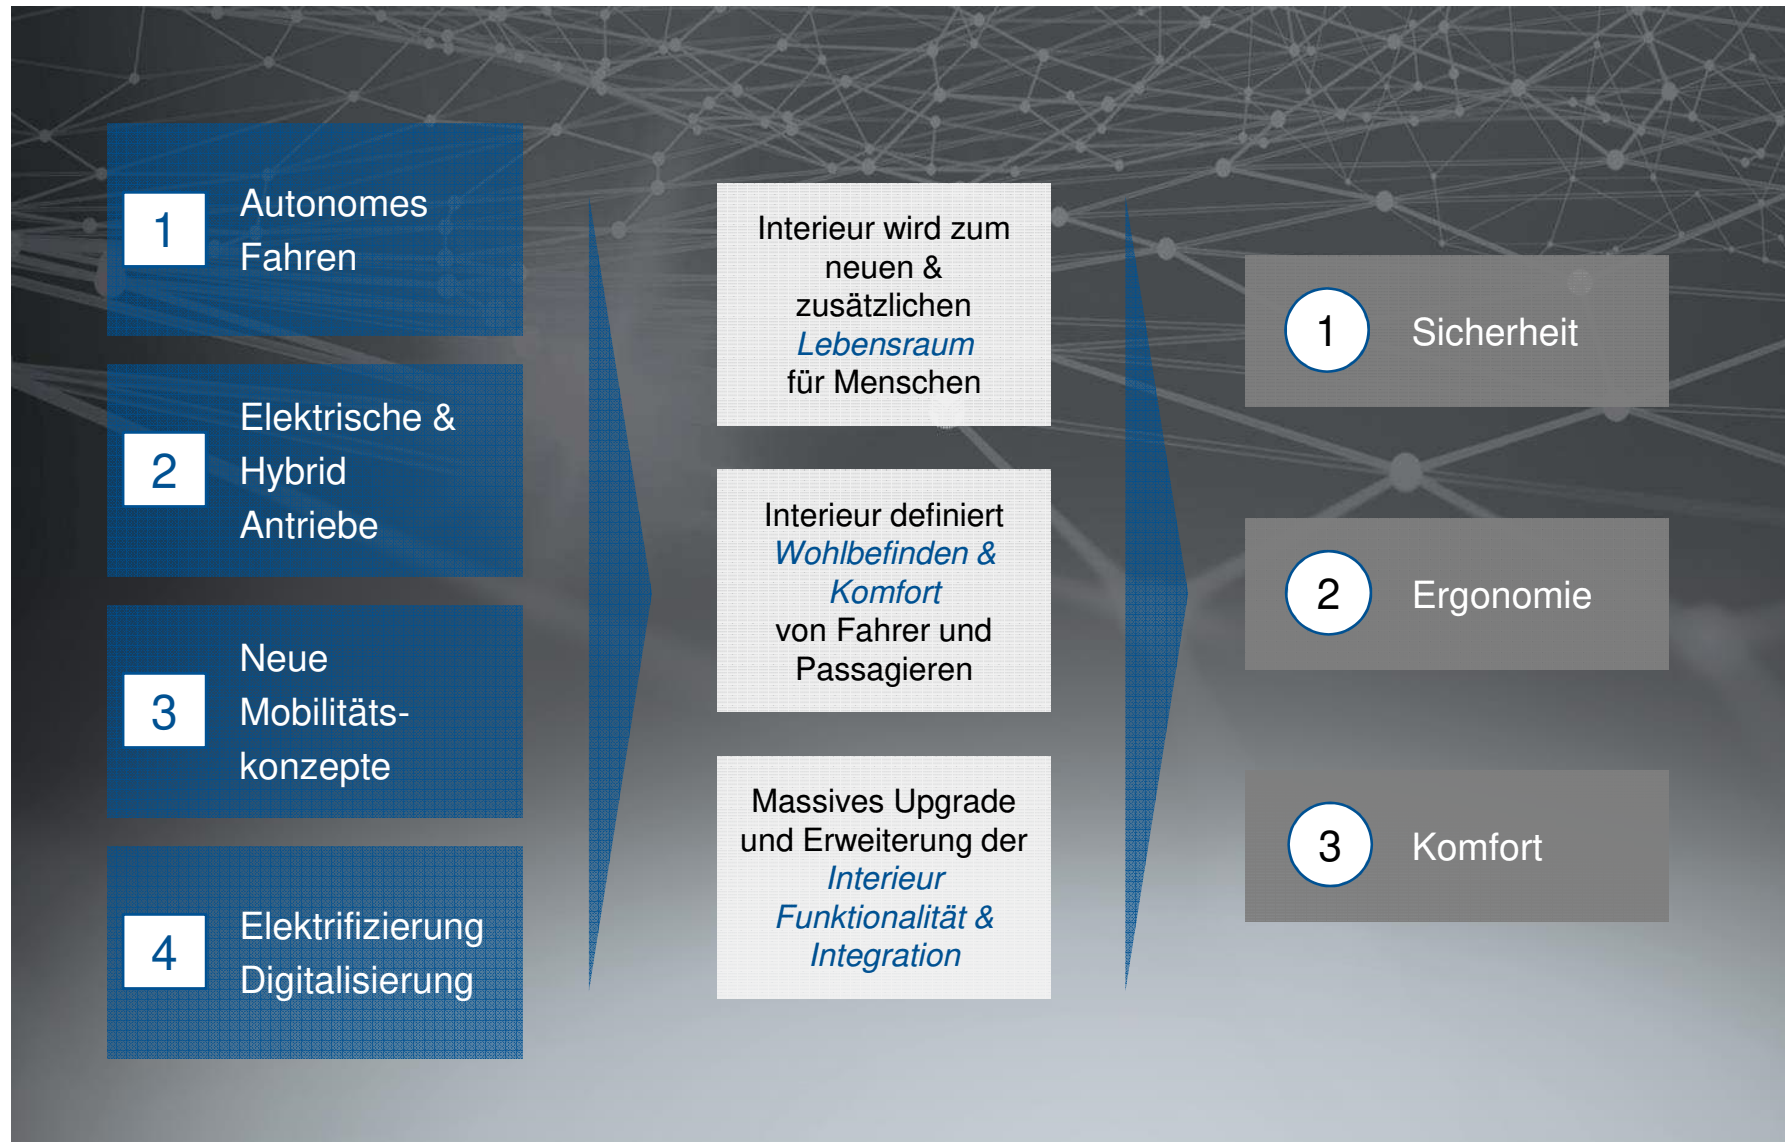 1
Autonomes
Fahren
2
Elektrische &
Hybrid
Antriebe
3
Neue
Mobilitäts-
konzepte
4
Elektrifizierung
Digitalisierung
Interieur wird zum
neuen &
zusätzlichen
Lebensraum
für Menschen
Interieur definiert
Wohlbefinden &
Komfort
von Fahrer und
Passagieren
Massives Upgrade
und Erweiterung der
Interieur
Funktionalität &
Integration
1 Sicherheit
2 Ergonomie
3 Komfort